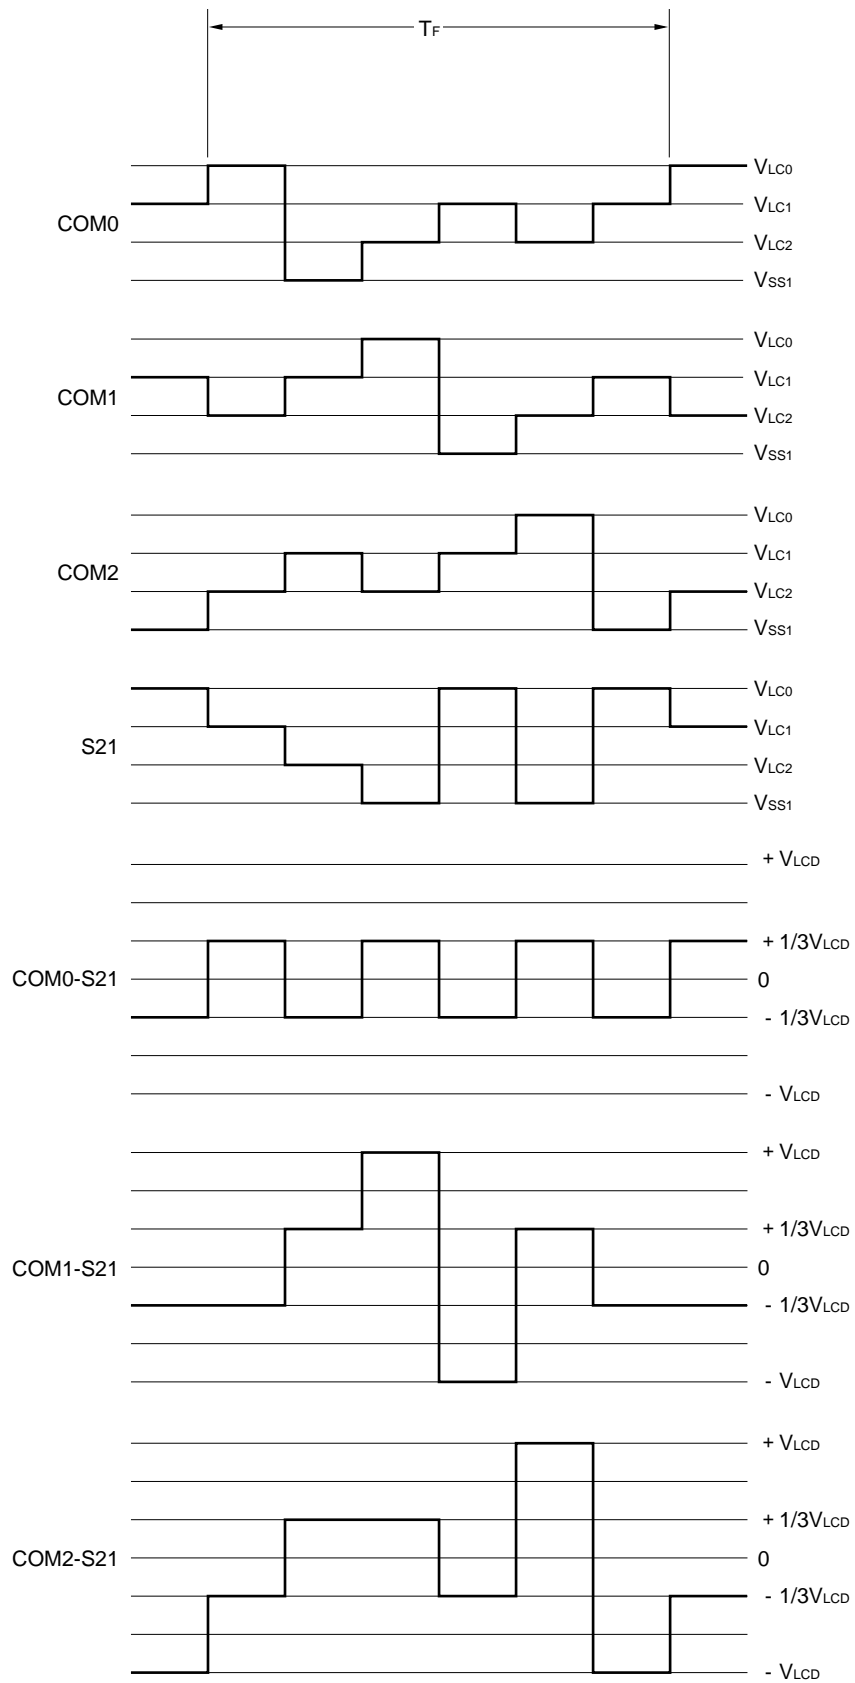 TF
VLC0
VLC1
COM0
VLC2
VSS1
VLC0
VLC1
COM1
VLC2
VSS1
VLC0
VLC1
COM2
VLC2
VSS1
VLC0
VLC1
S21
VLC2
VSS1
+ VLCD
+ 1/3VLCD
COM0-S21
0
- 1/3VLCD
- VLCD
+ VLCD
+ 1/3VLCD
COM1-S21
0
- 1/3VLCD
- VLCD
+ VLCD
+ 1/3VLCD
COM2-S21
0
- 1/3VLCD
- VLCD